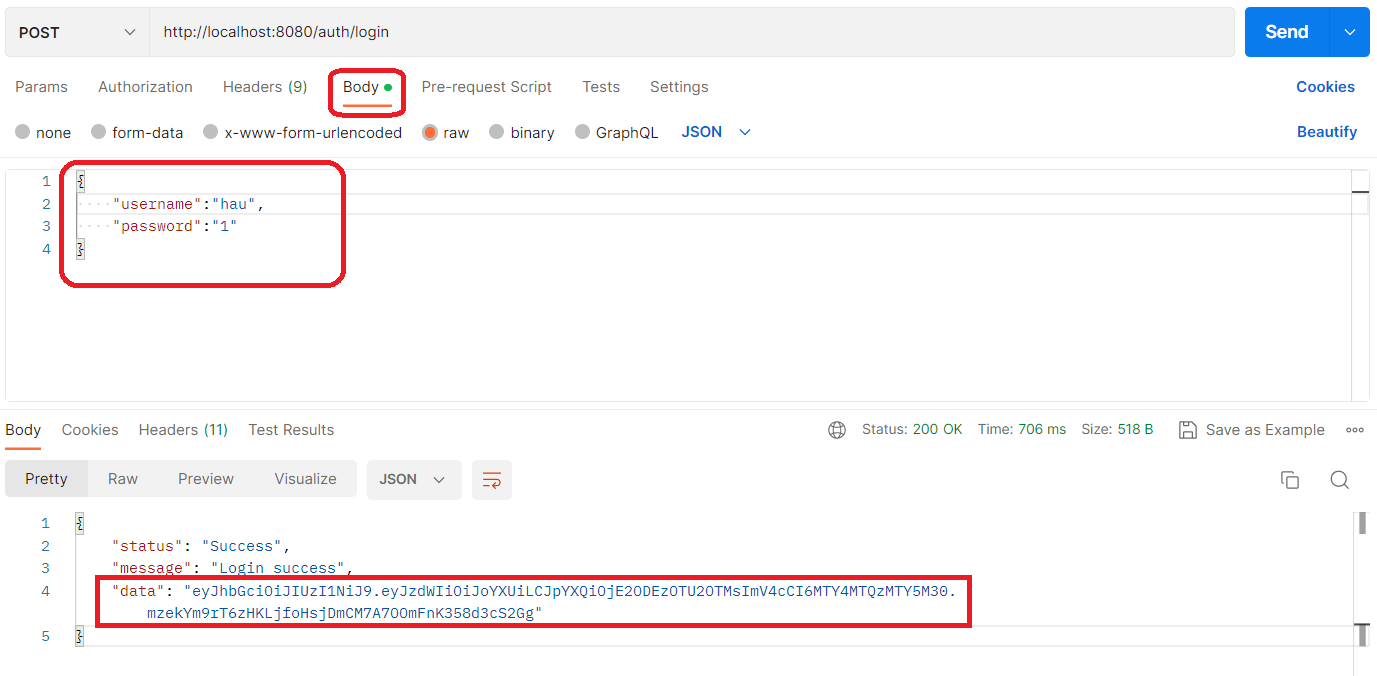 POST http://localhost:8080/auth/login Send
Params Authorization Headers (9) Body Pre-request Script Tests Settings Cookies
none form-data x-www-form-urlencoded raw binary GraphQL JSON Beautify
1 {
2 ····"username":"hau",
3 ····"password":"1"
4 }
Body Cookies Headers (11) Test Results Status: 200 OK Time: 706 ms Size: 518 B Save as Example
Pretty Raw Preview Visualize JSON
1 {
2 "status": "Success",
3 "message": "Login success",
4 "data": "eyJhbGciOiJIUzI1NiJ9.eyJzdWIiOiJoYXUiLCJpYXQiOjE2ODEzOTU2OTMsImV4cCI6MTY4MTQzMTY5M30.
mzekYm9rT6zHKLjfoHsjDmCM7A7OOmFnK358d3cS2Gg"
5 }